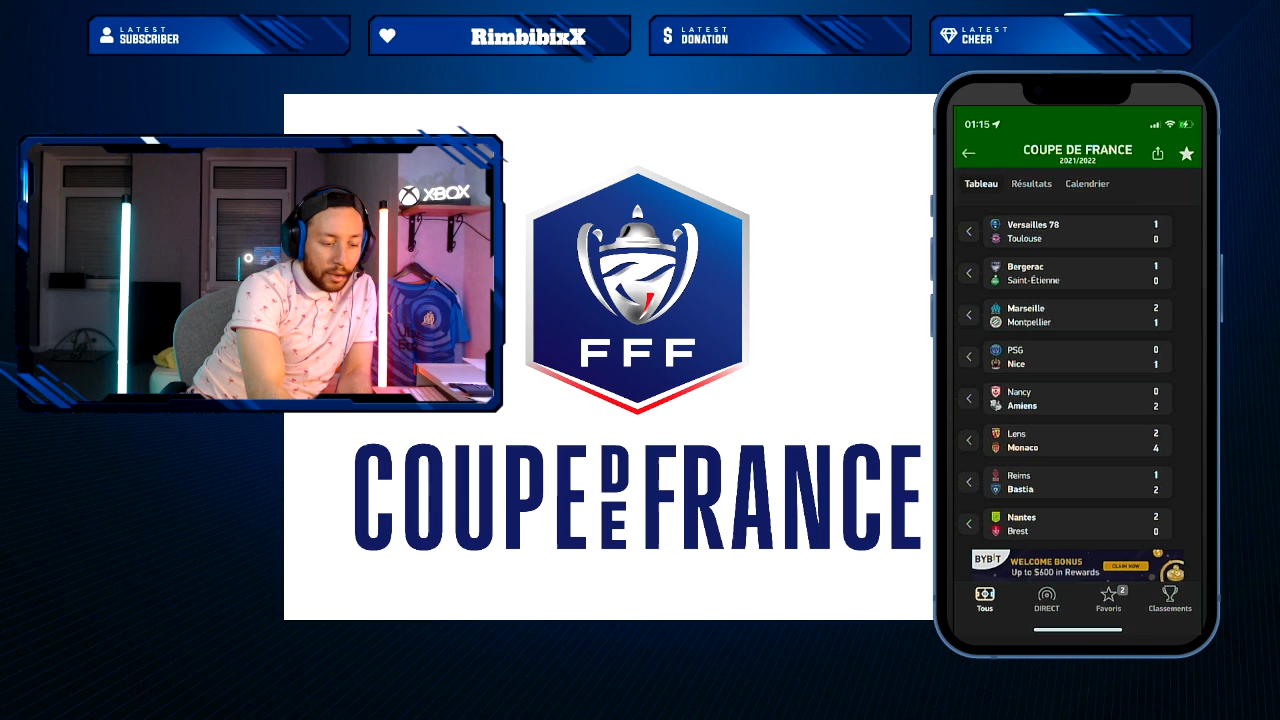 LATEST
SUBSCRIBER
RimbibixX
LATEST
DONATION
LATEST
CHEER
XBOX
FFF
COUPE DE FRANCE
01:15
COUPE DE FRANCE
2021/2022
Tableau Résultats Calendrier
Versailles 78 1
Toulouse 0
Bergerac 1
Saint-Étienne 0
Marseille 2
Montpellier 1
PSG 0
Nice 1
Nancy 0
Amiens 2
Lens 2
Monaco 4
Reims 1
Bastia 2
Nantes 2
Brest 0
BYBIT
WELCOME BONUS
Up to $600 in Rewards
CLAIM NOW
2
Tous DIRECT Favoris Classements